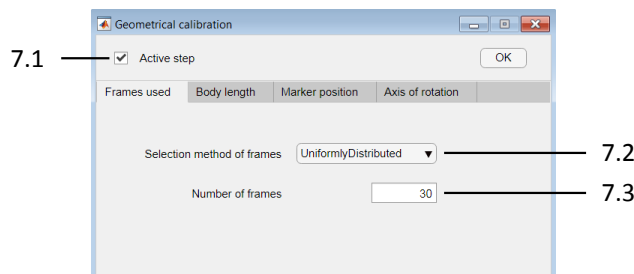 Geometrical calibration
7.1 Active step OK
Frames used Body length Marker position Axis of rotation
Selection method of frames UniformlyDistributed 7.2
Number of frames 30 7.3